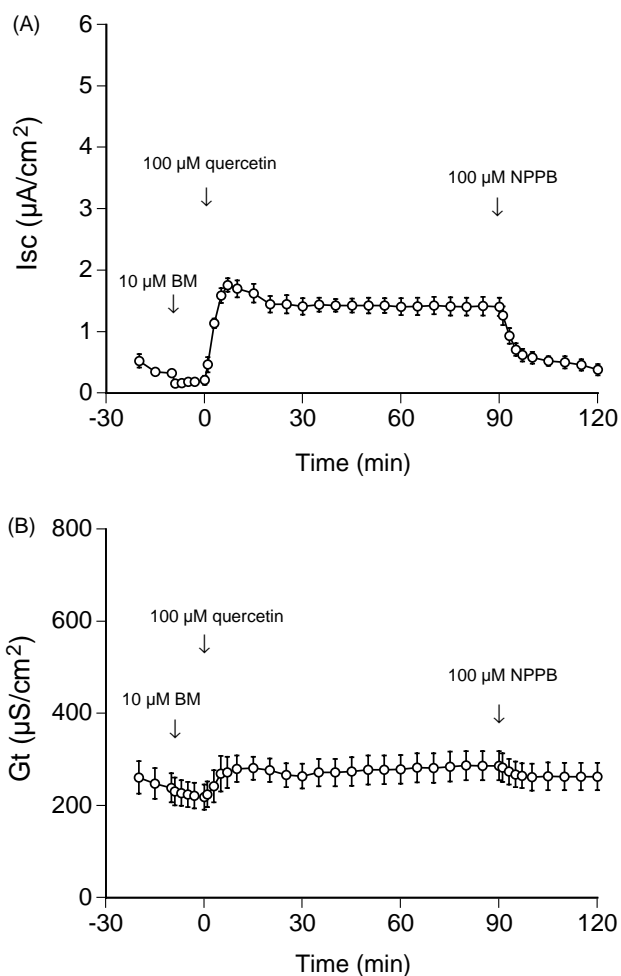 (A)
6
5
4
3
2
1
0
Isc (µA/cm²)
100 µM quercetin
100 µM NPPB
10 µM BM
-30 0 30 60 90 120
Time (min)
(B)
800
600
400
200
0
Gt (µS/cm²)
100 µM quercetin
100 µM NPPB
10 µM BM
-30 0 30 60 90 120
Time (min)